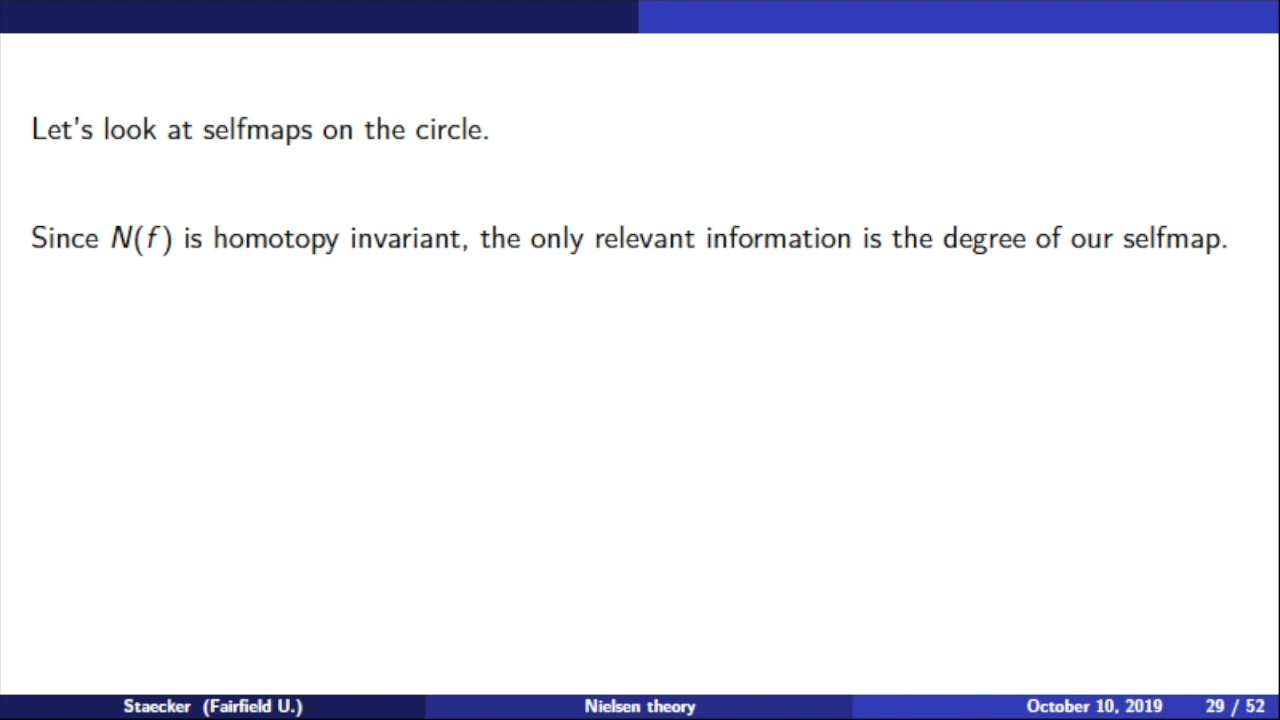 Let's look at selfmaps on the circle.
Since N(f) is homotopy invariant, the only relevant information is the degree of our selfmap.
Staecker (Fairfield U.) Nielsen theory October 10, 2019 29 / 52